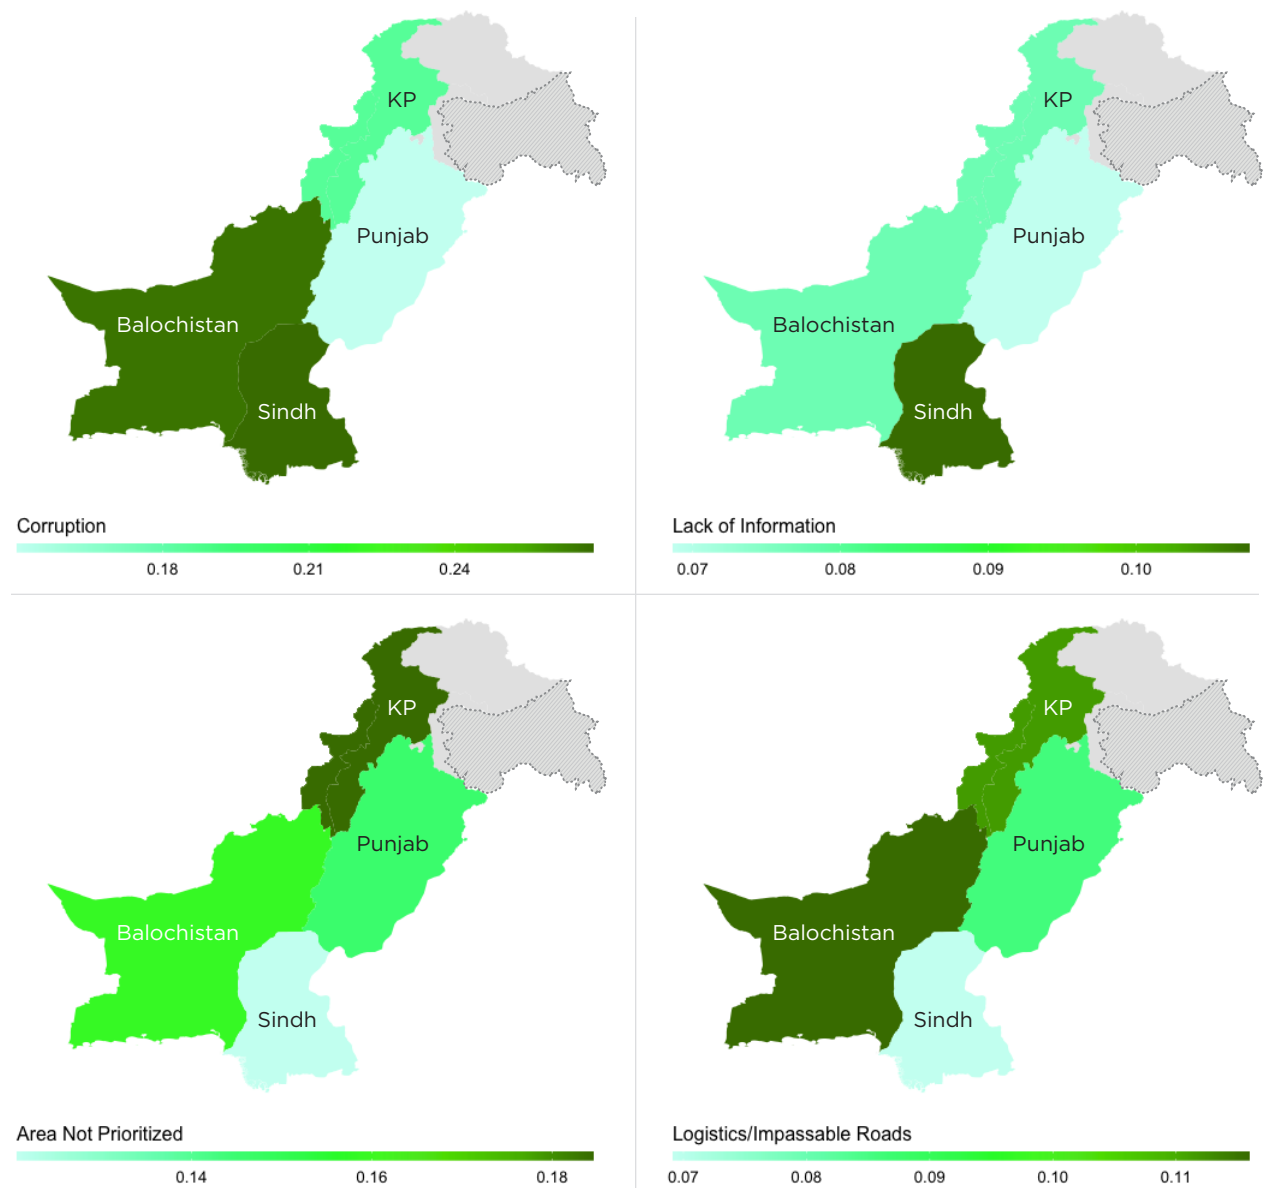 KP
Punjab
Balochistan
Sindh
Corruption
0.18 0.21 0.24
KP
Punjab
Balochistan
Sindh
Lack of Information
0.07 0.08 0.09 0.10
KP
Punjab
Balochistan
Sindh
Area Not Prioritized
0.14 0.16 0.18
KP
Punjab
Balochistan
Sindh
Logistics/Impassable Roads
0.07 0.08 0.09 0.10 0.11